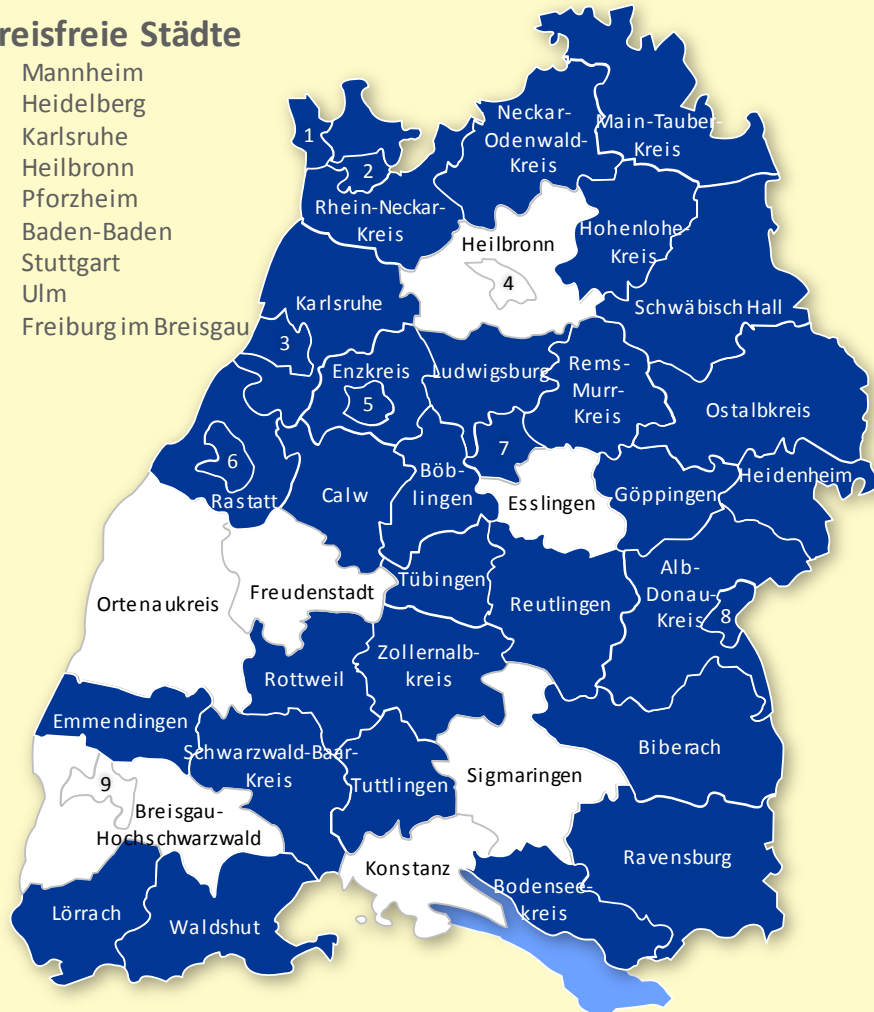 reisfreie Städte
Mannheim
Heidelberg
Karlsruhe
Heilbronn
Pforzheim
Baden-Baden
Stuttgart
Ulm
Freiburg im Breisgau
Neckar-
Odenwald-
Kreis
Main-Tauber-
Kreis
1
2
Rhein-Neckar-
Kreis
Heilbronn
4
Hohenlohe-
Kreis
Karlsruhe
Schwäbisch Hall
3
Enzkreis
5
Ludwigsburg
Rems-
Murr-
Kreis
Ostalbkreis
6
Rastatt
Calw
Böb-
lingen
7
Esslingen
Göppingen
Heidenheim
Ortenaukreis
Freudenstadt
Tübingen
Reutlingen
Alb-
Donau-
Kreis
8
Rottweil
Zollernalb-
kreis
Emmendingen
Schwarzwald-Baar-
Kreis
Tuttlingen
Sigmaringen
Biberach
9
Breisgau-
Hochschwarzwald
Konstanz
Ravensburg
Bodensee-
kreis
Lörrach
Waldshut